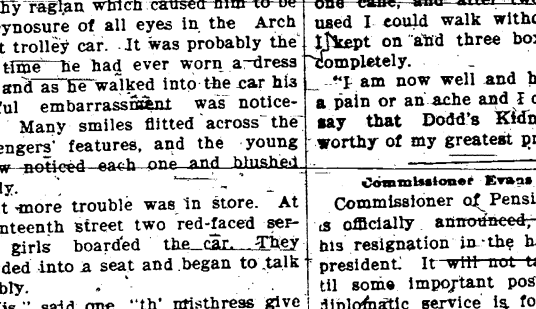 hy raglan which caused him to be
ynosure of all eyes in the Arch
t trolley car. It was probably the
time he had ever worn a dress
and as he walked into the car his
ful embarrassment was notice-
Many smiles flitted across the
engers' features, and the young
w noticed each one and blushed
ly.
t more trouble was in store. At
nteenth street two red-faced ser-
girls boarded the car. They
ded into a seat and began to talk
bly.
said one, "th' misthress give
one cane, and after
used I could walk witho
I kept on and three box
completely.
"I am now well and h
a pain or an ache and I c
say that Dodd's Kidn
worthy of my greatest pr
Commissioner Evans
Commissioner of Pensi
is officially announced,
his resignation in the h
president. It will not ta
til some important pos
diplomatic service is fo